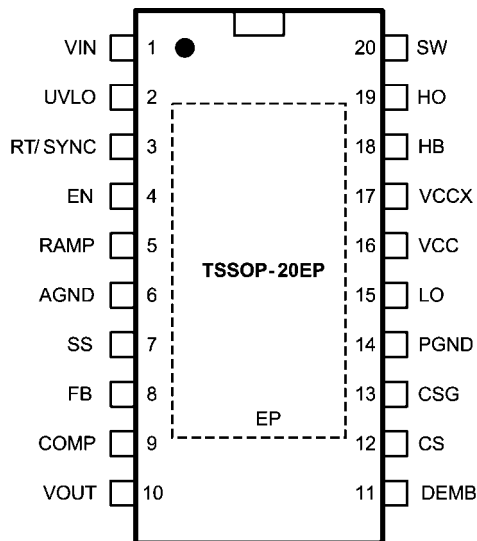 VIN 1 20 SW
UVLO 2 19 HO
RT/SYNC 3 18 HB
EN 4 17 VCCX
RAMP 5 16 VCC
TSSOP-20EP
AGND 6 15 LO
SS 7 14 PGND
FB 8 13 CSG
EP
COMP 9 12 CS
VOUT 10 11 DEMB